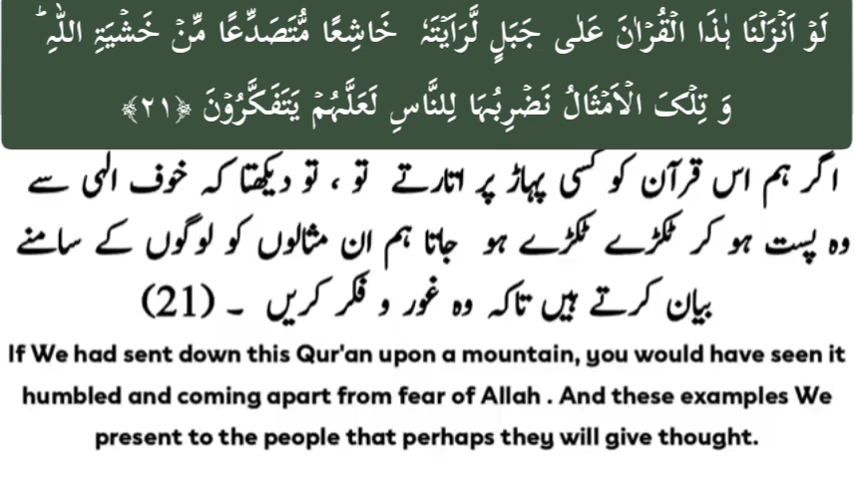 لَوۡ اَنۡزَلۡنَا ہٰذَا الۡقُرۡاٰنَ عَلٰی جَبَلٍ لَّرَاَیۡتَہٗ خَاشِعًا مُّتَصَدِّعًا مِّنۡ خَشۡیَۃِ اللّٰہِ ؕ
وَ تِلۡکَ الۡاَمۡثَالُ نَضۡرِبُہَا لِلنَّاسِ لَعَلَّہُمۡ یَتَفَکَّرُوۡنَ ﴿۲۱﴾
اگر ہم اس قرآن کو کسی پہاڑ پر اتارتے تو ، تو دیکھتا کہ خوف الہی سے
وہ پست ہو کر ٹکڑے ٹکڑے ہو جاتا ہم ان مثالوں کو لوگوں کے سامنے
بیان کرتے ہیں تاکہ وہ غور و فکر کریں ۔ (21)
If We had sent down this Qur'an upon a mountain, you would have seen it
humbled and coming apart from fear of Allah . And these examples We
present to the people that perhaps they will give thought.